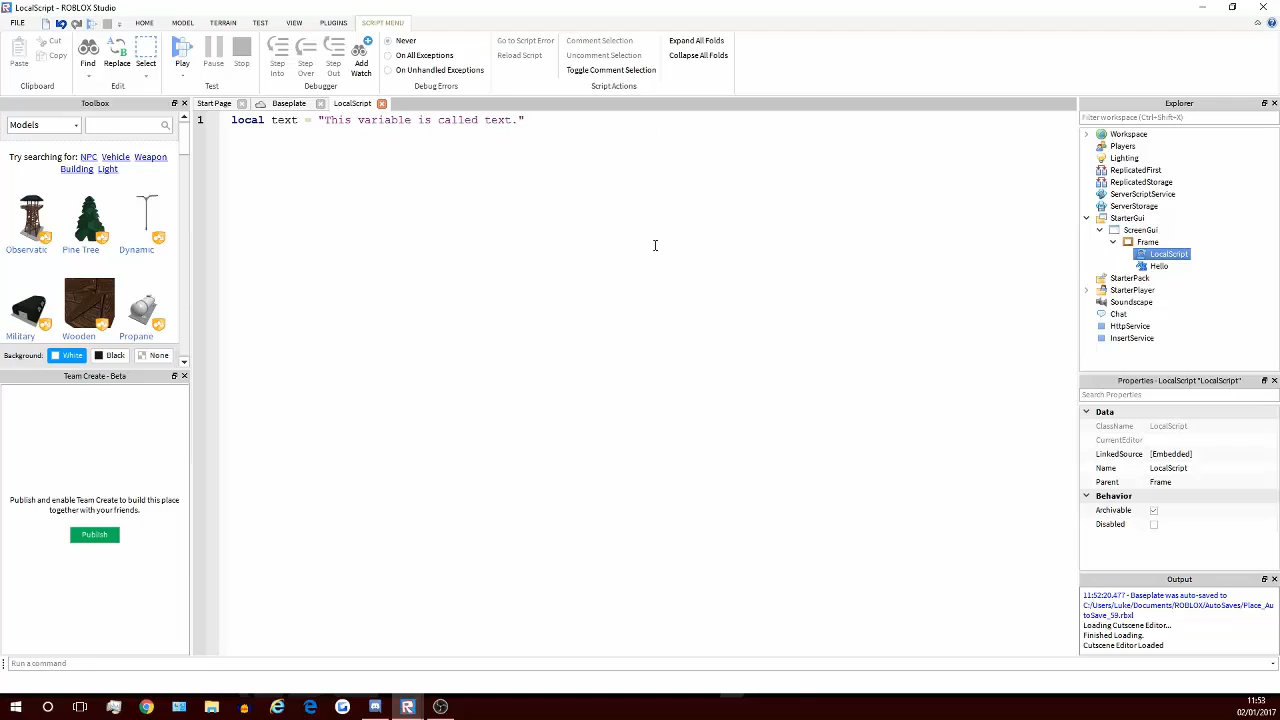 LocalScript - ROBLOX Studio
FILE HOME MODEL TERRAIN TEST VIEW PLUGINS SCRIPT MENU
Paste Cut Copy Find Replace Select Play Pause Stop Step Into Step Over Step Out Add Watch
Never
On All Exceptions
On Unhandled Exceptions
Go to Script Error
Reload Script
Comment Selection
Uncomment Selection
Toggle Comment Selection
Expand All Folds
Collapse All Folds
Clipboard Edit Test Debugger Debug Errors Script Actions
Toolbox
Models
Try searching for: NPC Vehicle Weapon
Building Light
Observatic Pine Tree Dynamic
Military Wooden Propane
Background: White Black None
Team Create - Beta
Publish and enable Team Create to build this place
together with your friends.
Publish
Start Page Baseplate LocalScript
1 local text = "This variable is called text."
Explorer
Filter workspace (Ctrl+Shift+X)
Workspace
Players
Lighting
ReplicatedFirst
ReplicatedStorage
ServerScriptService
ServerStorage
StarterGui
ScreenGui
Frame
LocalScript
Hello
StarterPack
StarterPlayer
Soundscape
Chat
HttpService
InsertService
Properties - LocalScript "LocalScript"
Search Properties
Data
ClassName LocalScript
CurrentEditor
LinkedSource [Embedded]
Name LocalScript
Parent Frame
Behavior
Archivable
Disabled
Output
11:52:20.477 - Baseplate was auto-saved to
C:/Users/Luke/Documents/ROBLOX/AutoSaves/Place_Au
toSave_59.rbxl
Loading Cutscene Editor...
Finished Loading.
Cutscene Editor Loaded
Run a command
11:53
02/01/2017